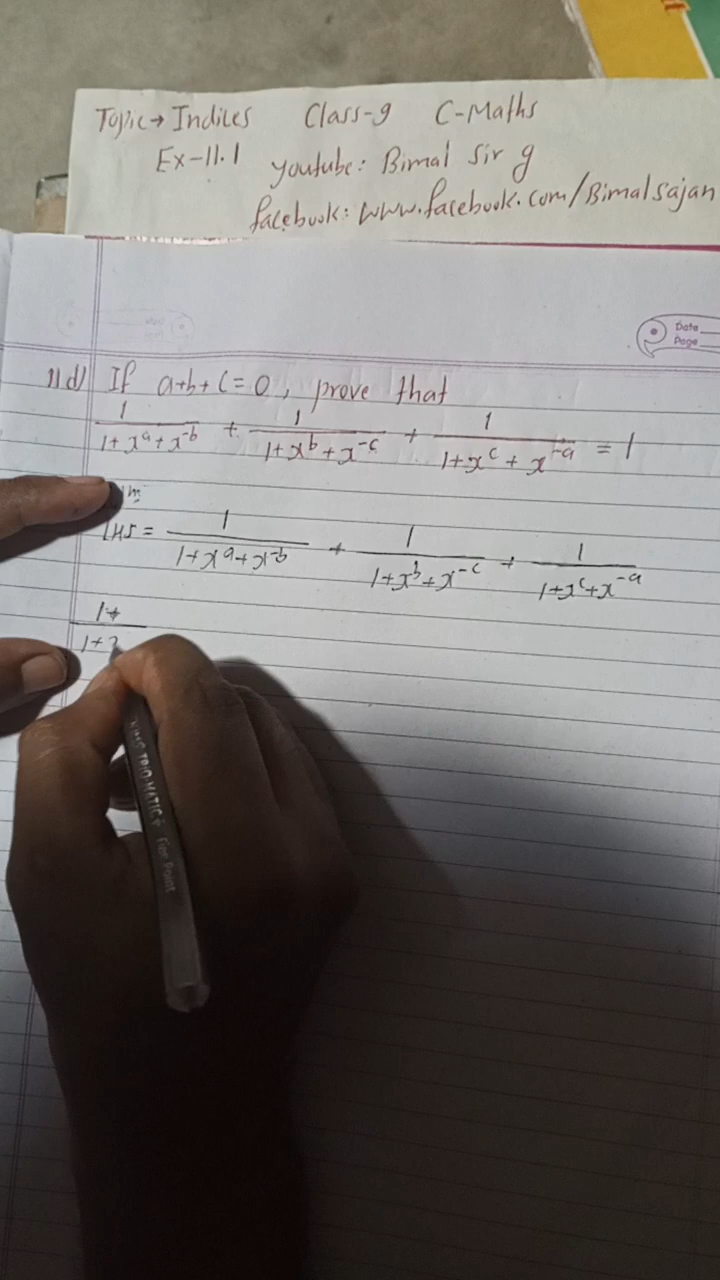 Topic → Indices Class-9 C-Maths
Ex-11.1 youtube: Bimal Sir g
facebook: www.facebook.com/Bimalsajan
Date
Page
11 d) If a+b+c=0, prove that
1/(1+x^a+x^-b) + 1/(1+x^b+x^-c) + 1/(1+x^c+x^-a) = 1
LHS = 1/(1+x^a+x^-b) + 1/(1+x^b+x^-c) + 1/(1+x^c+x^-a)